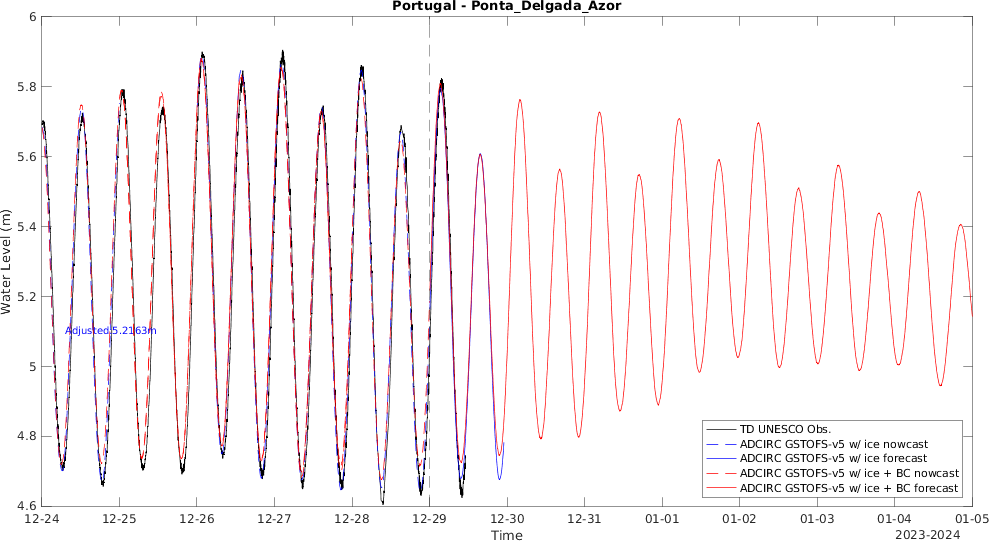 Portugal - Ponta_Delgada_Azor
6
5.8
5.6
5.4
5.2
5
4.8
4.6
Water Level (m)
Adjusted:5.2163m
TD UNESCO Obs.
ADCIRC GSTOFS-v5 w/ ice nowcast
ADCIRC GSTOFS-v5 w/ ice forecast
ADCIRC GSTOFS-v5 w/ ice + BC nowcast
ADCIRC GSTOFS-v5 w/ ice + BC forecast
12-24 12-25 12-26 12-27 12-28 12-29 12-30 12-31 01-01 01-02 01-03 01-04 01-05
Time
2023-2024